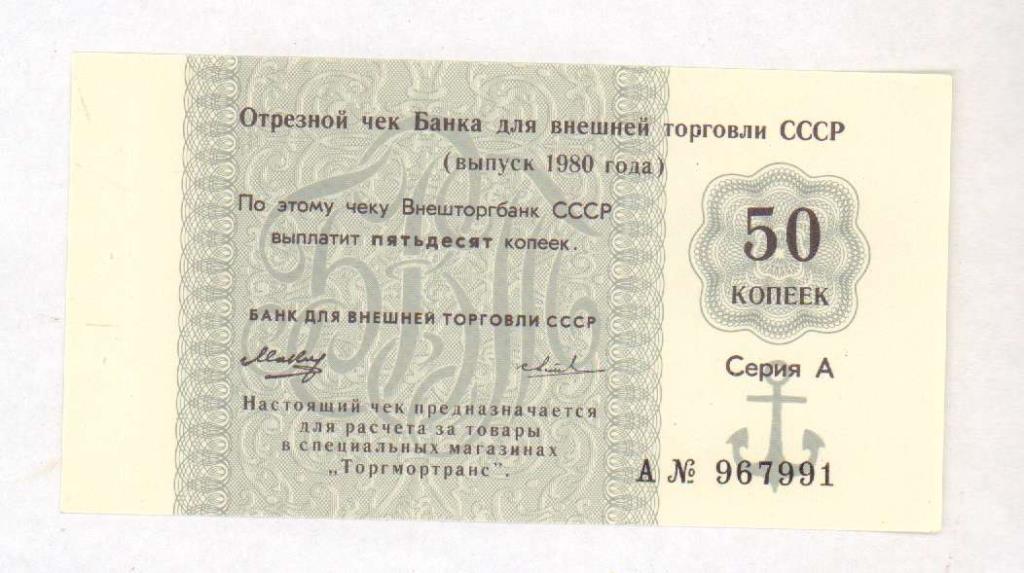 Отрезной чек Банка для внешней торговли СССР
(выпуск 1980 года)
По этому чеку Внешторгбанк СССР
выплатит пятьдесят копеек.
50
КОПЕЕК
БАНК ДЛЯ ВНЕШНЕЙ ТОРГОВЛИ СССР
Серия А
Настоящий чек предназначается
для расчета за товары
в специальных магазинах
„Торгмортранс".
А № 967991